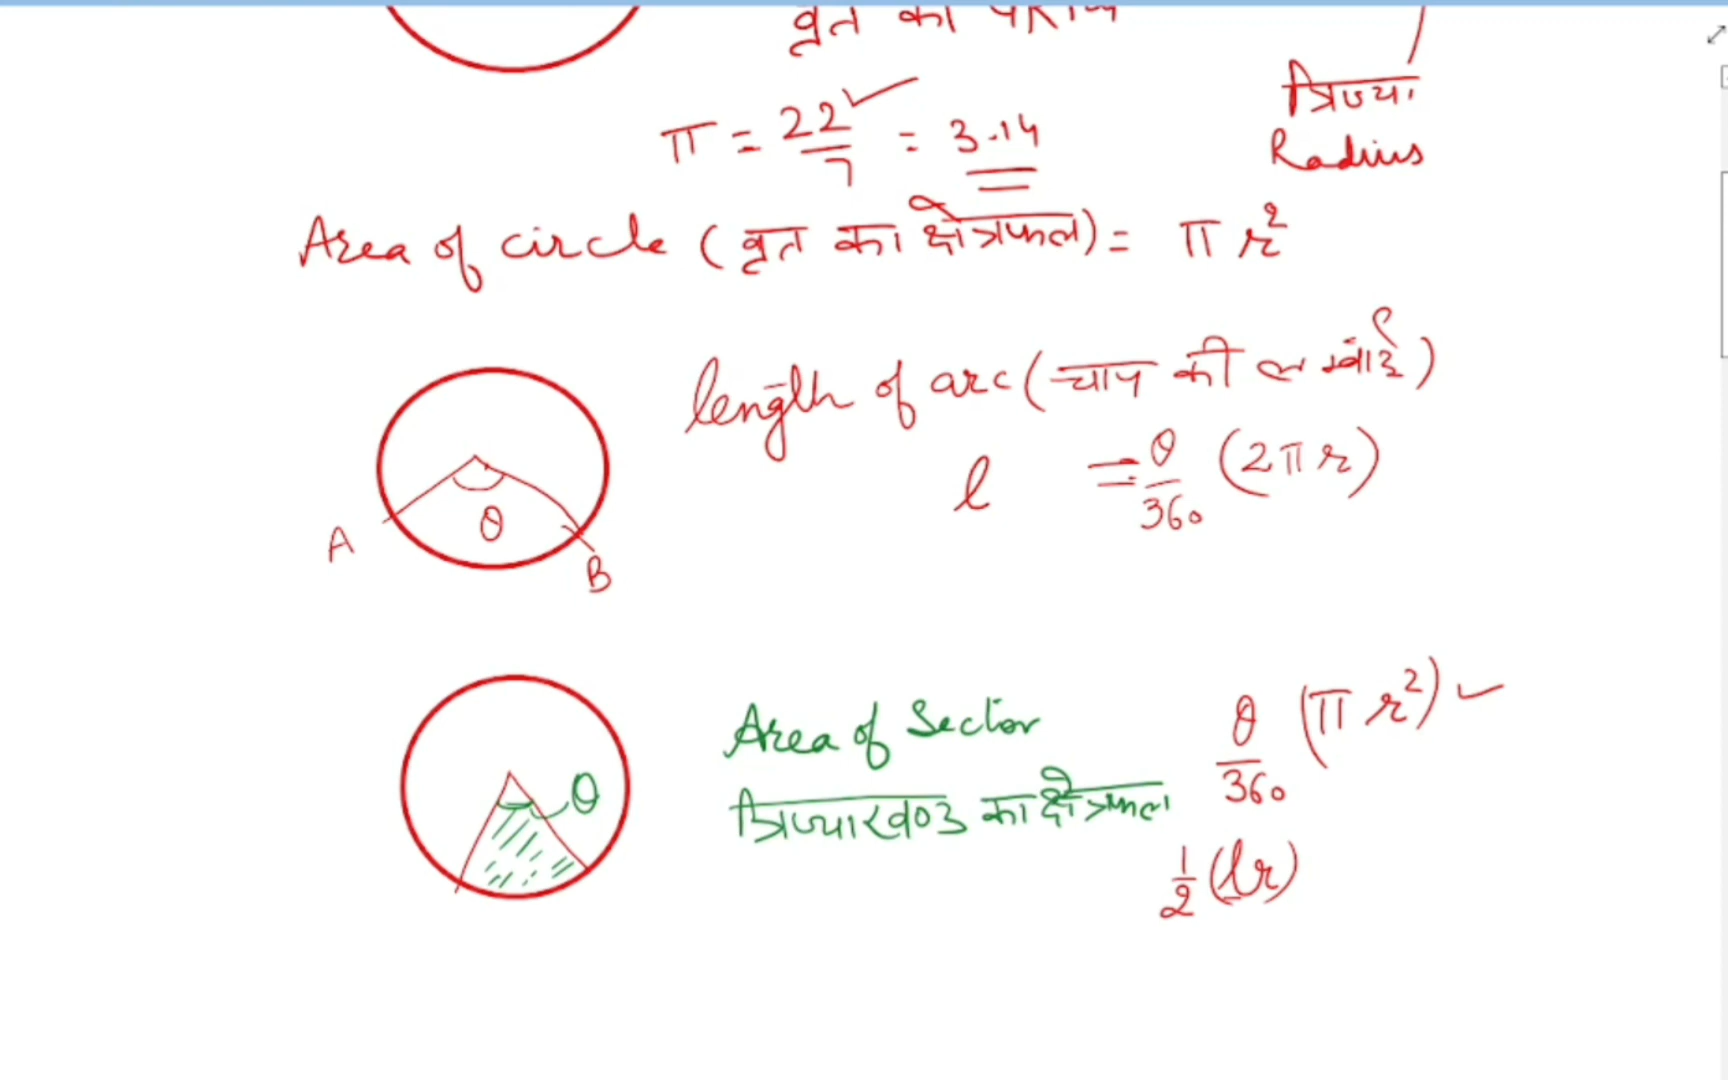 वृत का
त्रिज्या
Radius
π = 22/7 = 3.14
Area of circle (वृत का क्षेत्रफल) = πr²
length of arc (चाप की लम्बाई)
l = θ/360 (2πr)
A
θ
B
Area of Sector θ/360 (πr²)
θ
त्रिज्याखण्ड का क्षेत्रफल
1/2 (lr)